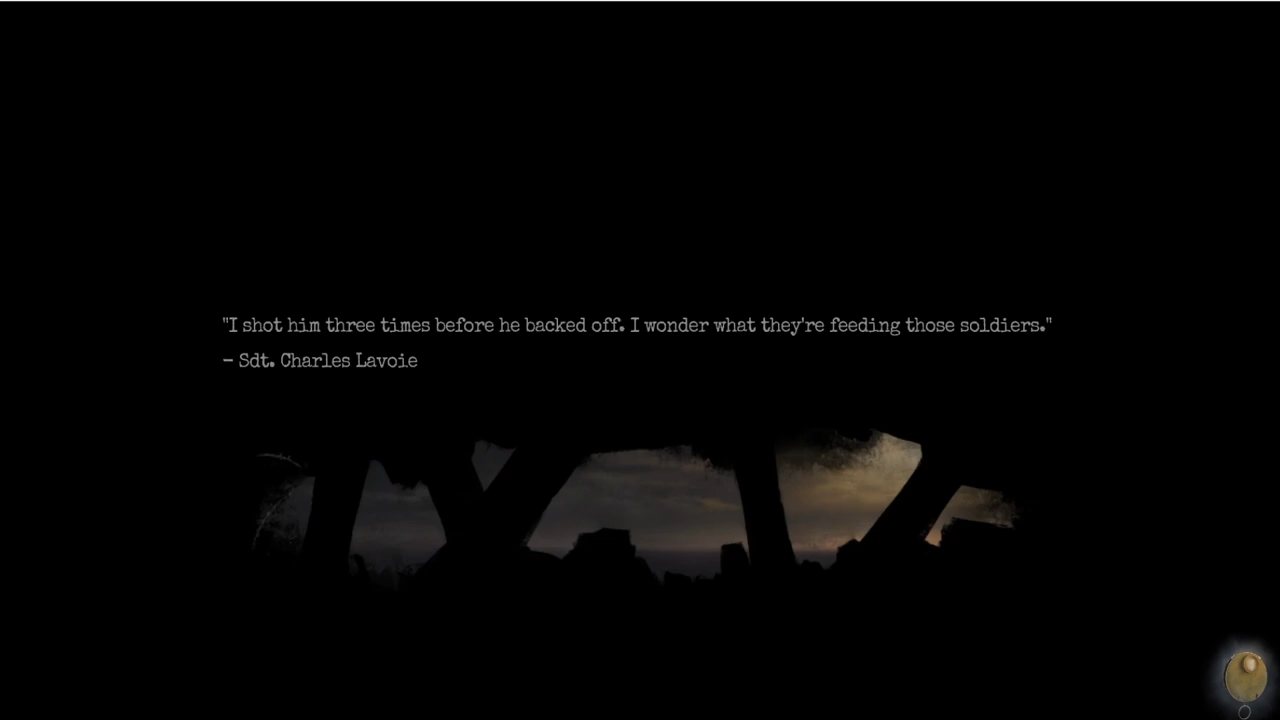 "I shot him three times before he backed off. I wonder what they're feeding those soldiers."
– Sdt. Charles Lavoie